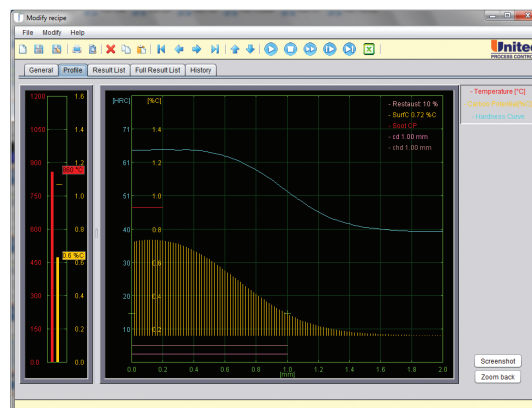 Modify recipe
File Modify Help
Unitec
PROCESS CONTROL
General Profile Result List Full Result List History
1200 1.6
1050 1.4
900 1.2
860 °C
750 1.0
600 0.8
0.6 %C
450 0.6
300 0.4
150 0.2
0.0 0.0
[HRC] [%C]
- Restaust: 10 %
- SurfC 0.72 %C
- Soot CP
- cd 1.00 mm
- chd 1.00 mm
71 1.4
61 1.2
51 1.0
40 0.8
30 0.6
20 0.4
10 0.2
0.0 0.2 0.4 0.6 0.8 1.0 1.2 1.4 1.6 1.8 2.0
[mm]
- Temperature [°C]
- Hardness Curve
Screenshot
Zoom back